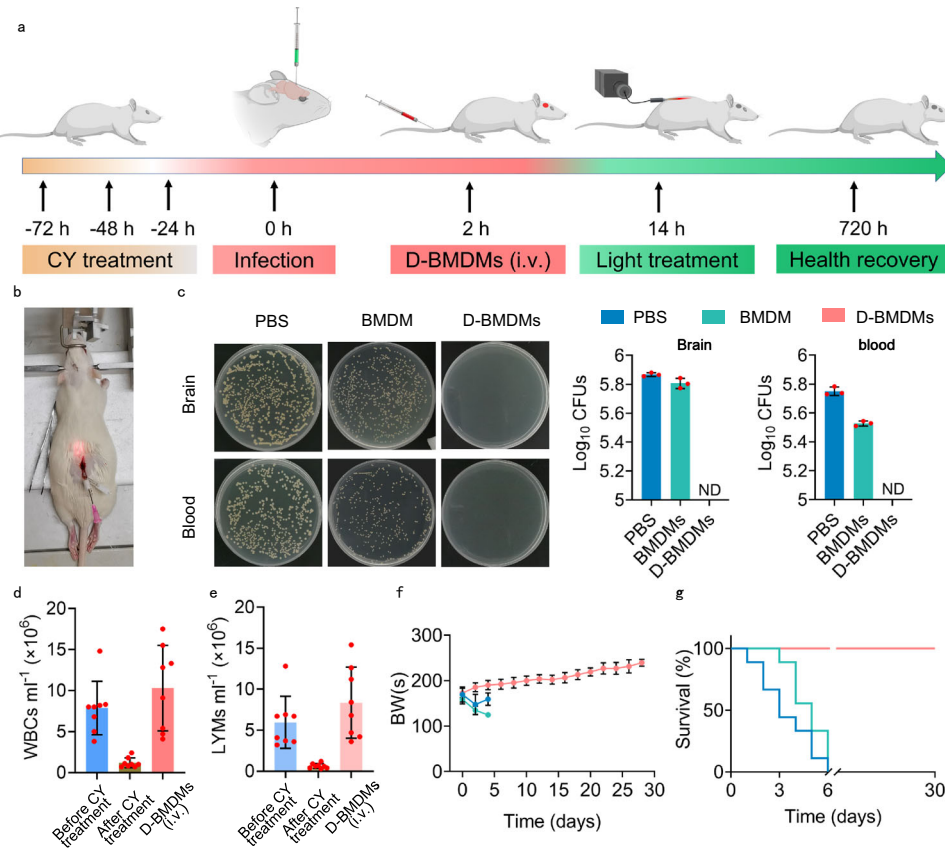 a
-72 h
-48 h
-24 h
0 h
2 h
14 h
720 h
CY treatment
Infection
D-BMDMs (i.v.)
Light treatment
Health recovery
b
c
PBS
BMDM
D-BMDMs
Brain
Blood
PBS
BMDM
D-BMDMs
Brain
Log10 CFUs
6
5.8
5.6
5.4
5.2
5
ND
PBS
BMDMs
D-BMDMs
blood
Log10 CFUs
6
5.8
5.6
5.4
5.2
5
ND
PBS
BMDMs
D-BMDMs
d
WBCs ml⁻¹ (×10⁶)
20
15
10
5
0
Before CY
treatment
After CY
treatment
D-BMDMs
(i.v.)
e
LYMs ml⁻¹ (×10⁶)
20
15
10
5
0
Before CY
treatment
After CY
treatment
D-BMDMs
(i.v.)
f
BW(s)
300
200
100
0
0
5
10
15
20
25
30
Time (days)
g
Survival (%)
100
50
0
0
3
6
30
Time (days)